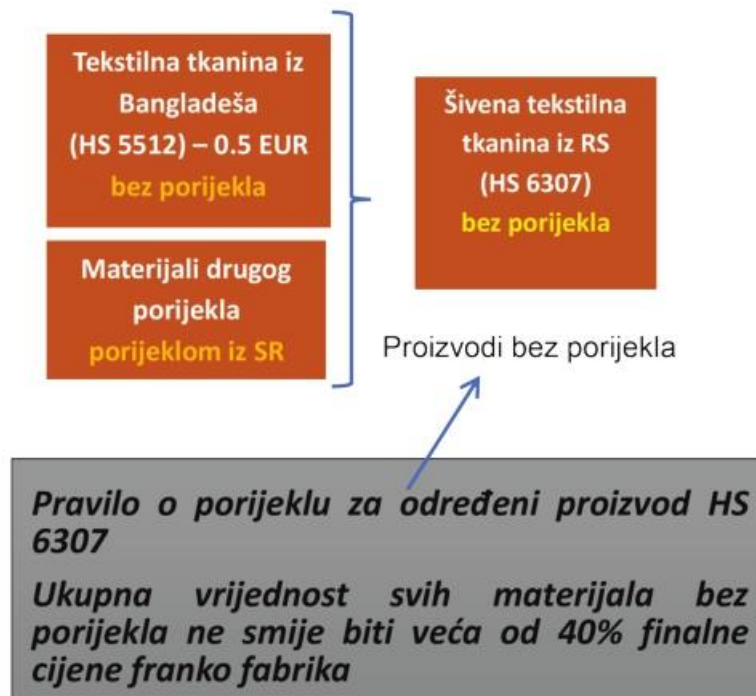 Tekstilna tkanina iz
Bangladeša
(HS 5512) – 0.5 EUR
bez porijekla
Materijali drugog
porijekla
porijeklom iz SR
Šivena tekstilna
tkanina iz RS
(HS 6307)
bez porijekla
Proizvodi bez porijekla
Pravilo o porijeklu za određeni proizvod HS
6307
Ukupna vrijednost svih materijala bez
porijekla ne smije biti veća od 40% finalne
cijene franko fabrika